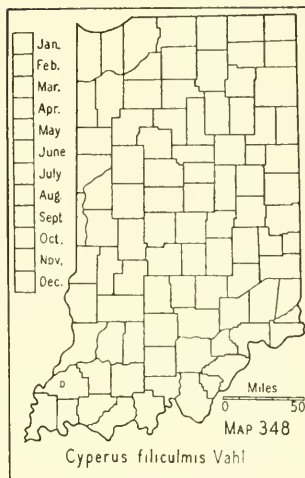 Jan.
Feb.
Mar.
Apr.
May
June
July
Aug.
Sept
Oct.
Nov.
Dec.
D
Miles
0 50
MAP 348
Cyperus filiculmis Vahl